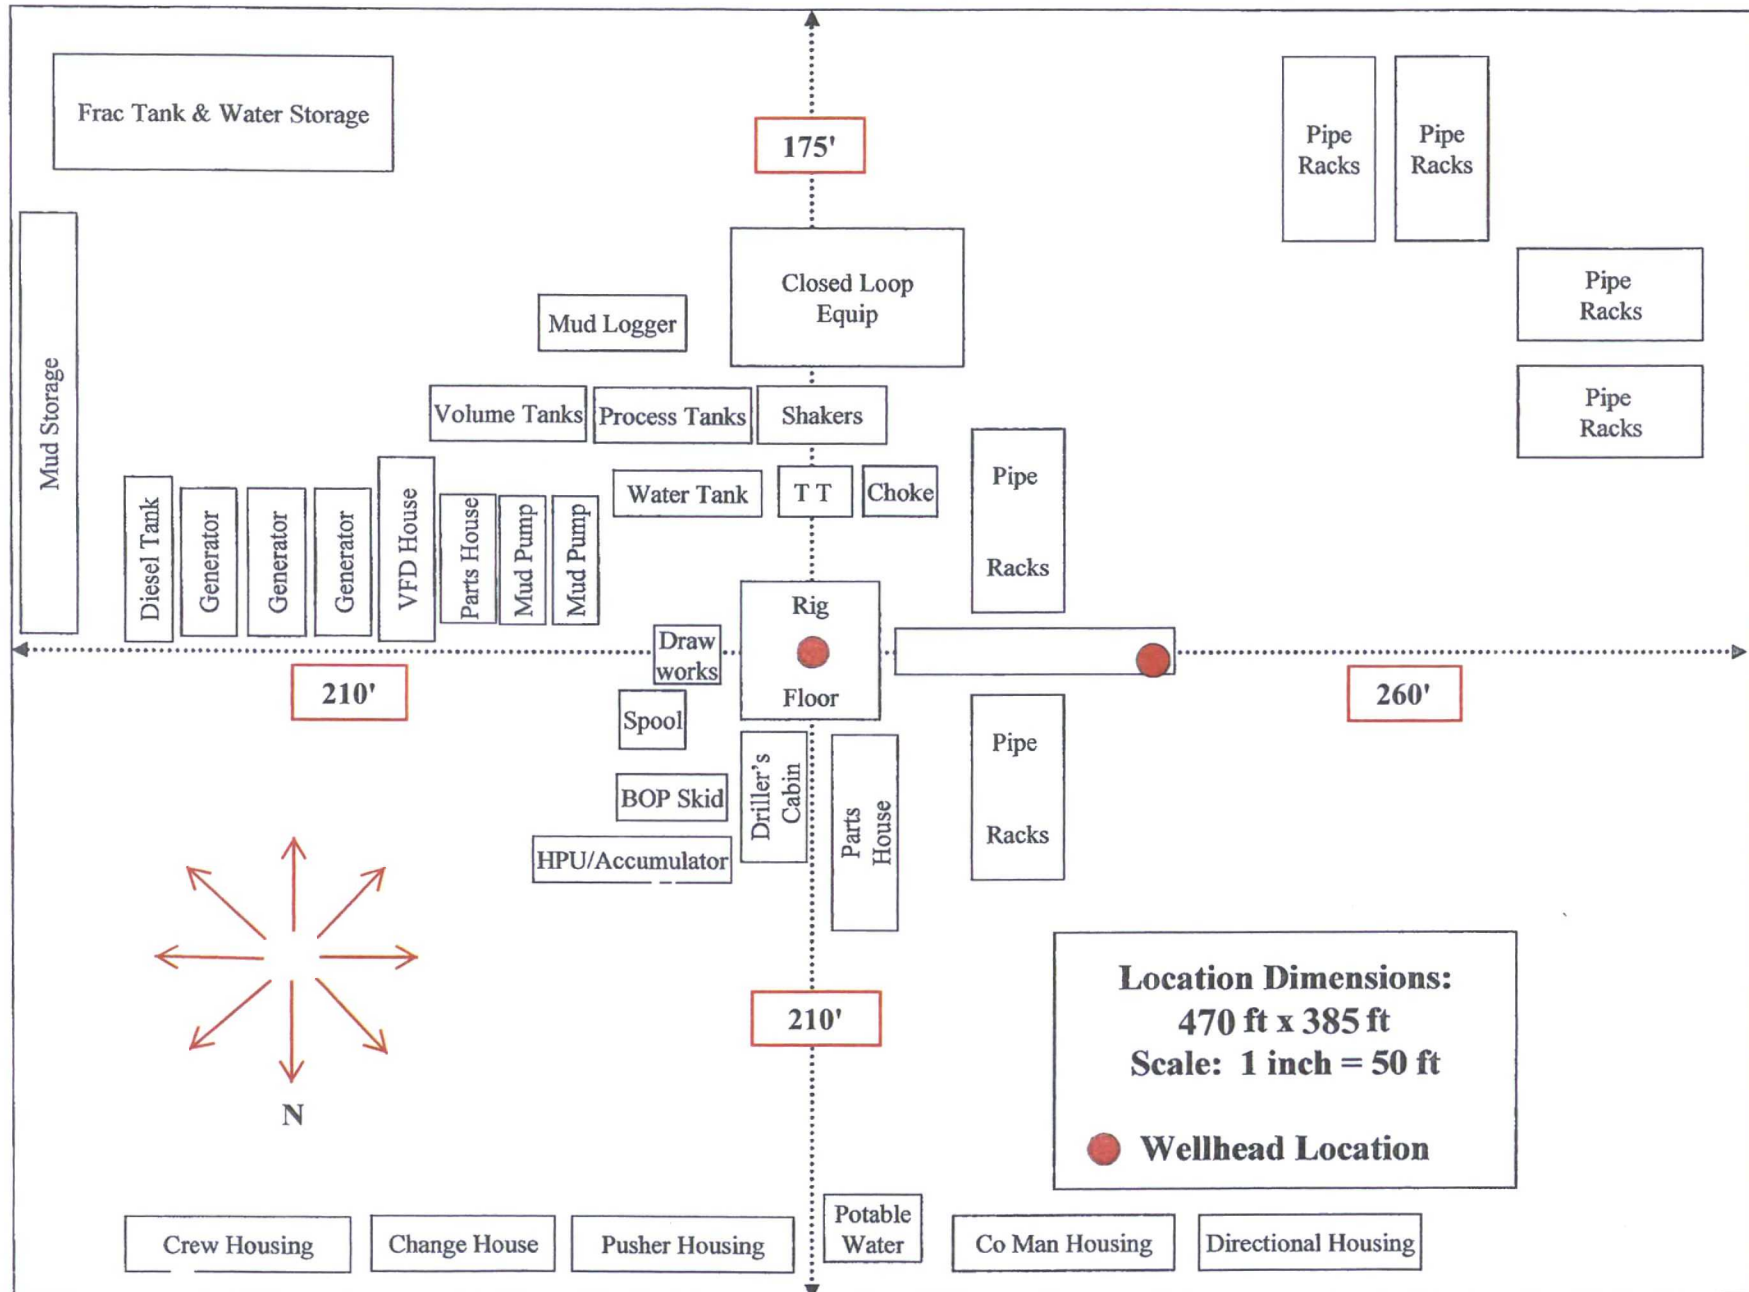 Frac Tank & Water Storage
175'
Pipe
Racks
Pipe
Racks
Closed Loop
Equip
Mud Logger
Pipe
Racks
Pipe
Racks
Mud Storage
Volume Tanks
Process Tanks
Shakers
Water Tank
T T
Choke
Pipe
Racks
Diesel Tank
Generator
Generator
Generator
VFD House
Parts House
Mud Pump
Mud Pump
Rig
Floor
Draw
works
210'
260'
Spool
BOP Skid
HPU/Accumulator
Driller's
Cabin
Parts
House
Pipe
Racks
N
210'
Location Dimensions:
470 ft x 385 ft
Scale: 1 inch = 50 ft
Wellhead Location
Crew Housing
Change House
Pusher Housing
Potable
Water
Co Man Housing
Directional Housing